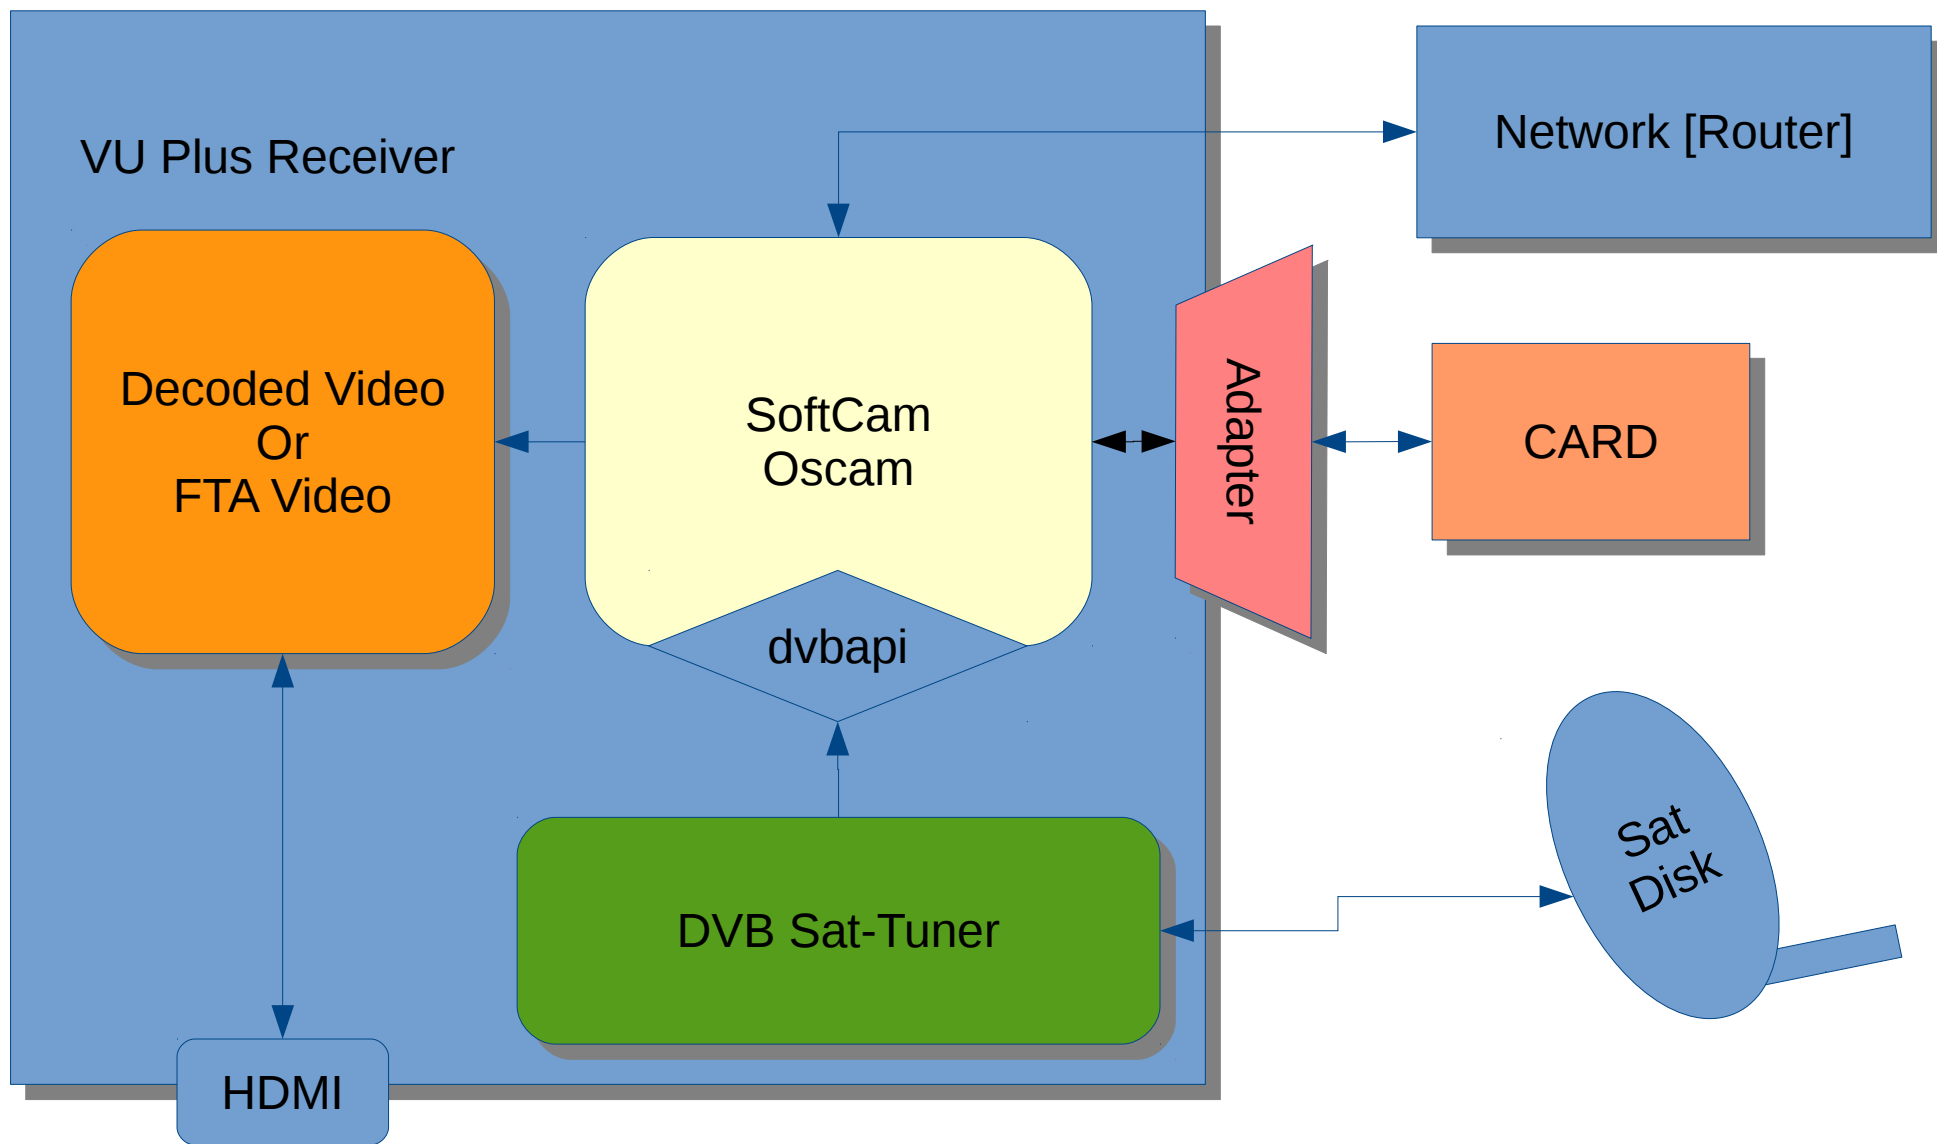 VU Plus Receiver
Network [Router]
Decoded Video
Or
FTA Video
SoftCam
Oscam
Adapter
CARD
dvbapi
Sat
Disk
DVB Sat-Tuner
HDMI